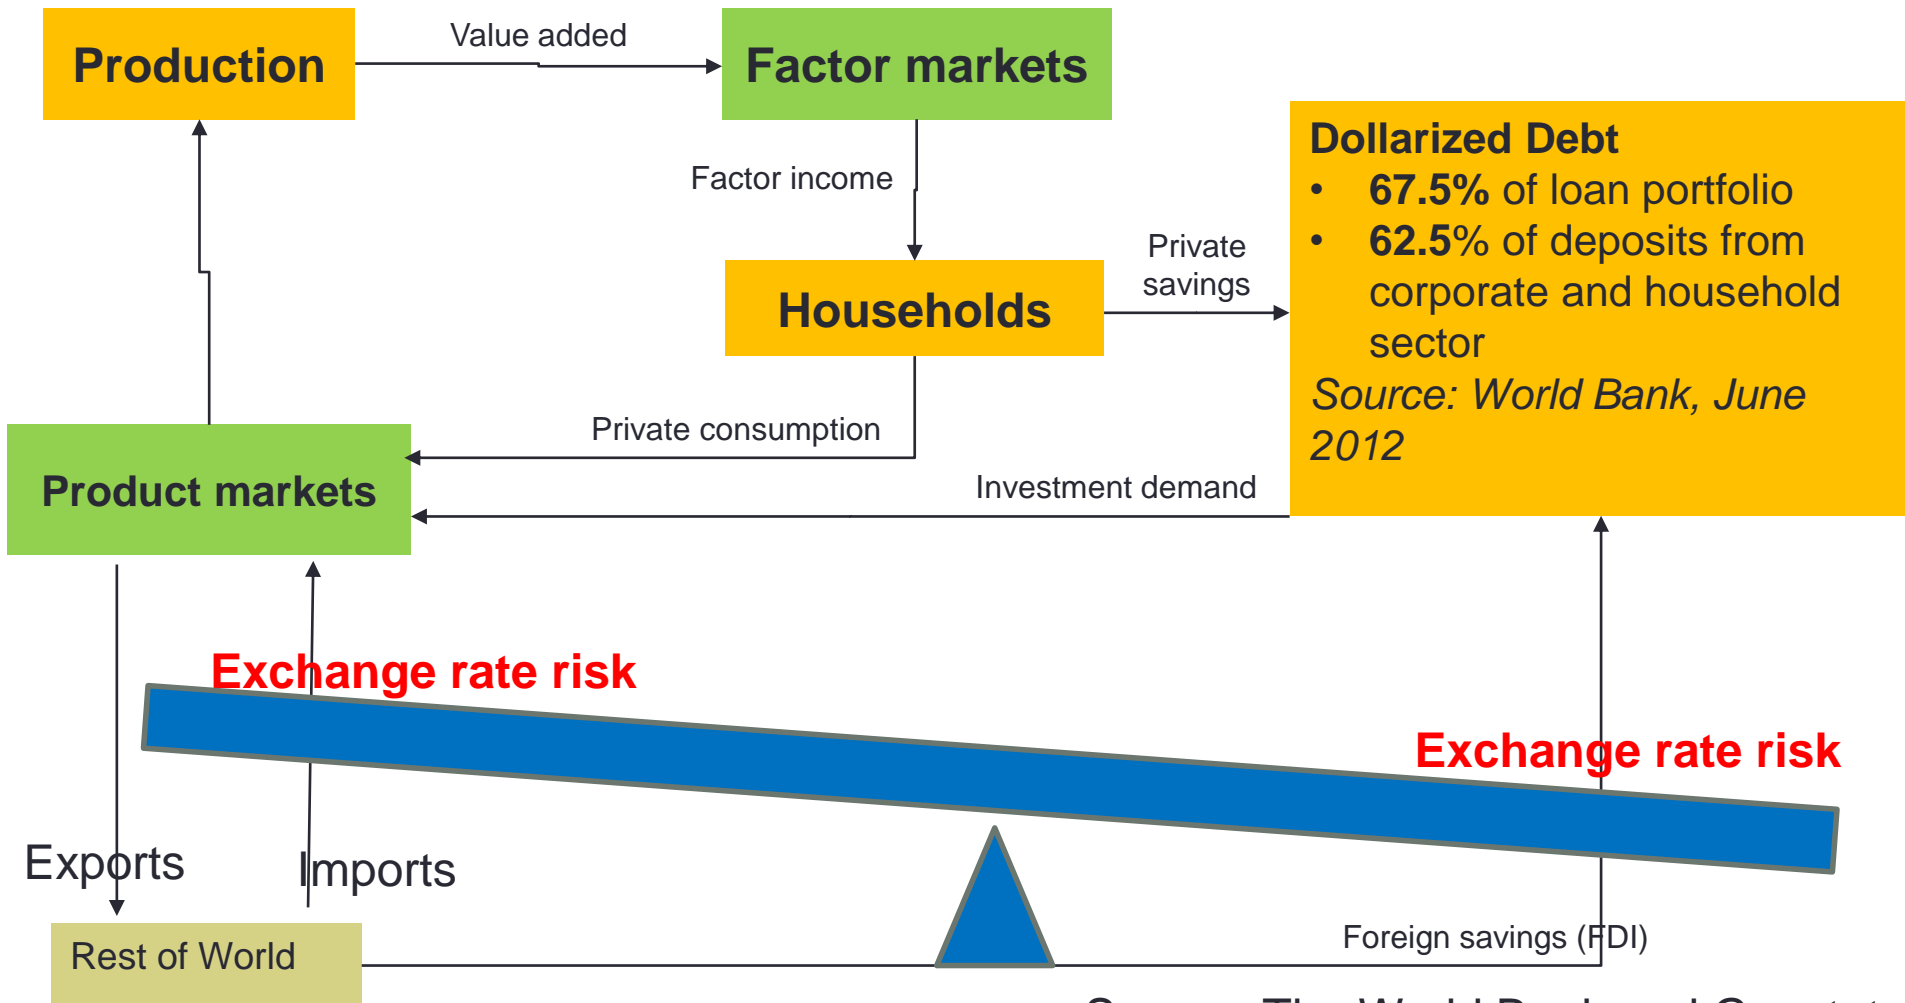 Production
Value added
Factor markets
Factor income
Dollarized Debt
• 67.5% of loan portfolio
• 62.5% of deposits from
corporate and household
sector
Source: World Bank, June
2012
Private
savings
Households
Private consumption
Product markets
Investment demand
Exchange rate risk
Exchange rate risk
Exports
Imports
Rest of World
Foreign savings (FDI)